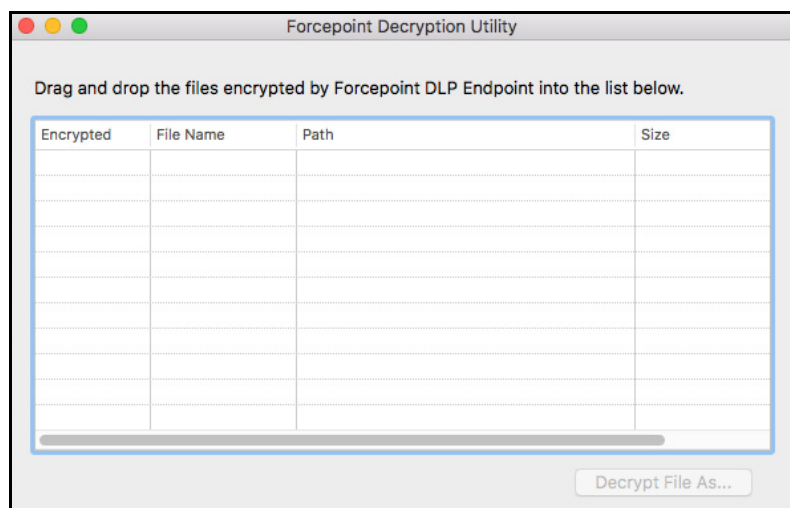 Forcepoint Decryption Utility
Drag and drop the files encrypted by Forcepoint DLP Endpoint into the list below.
Encrypted File Name Path Size
Decrypt File As...